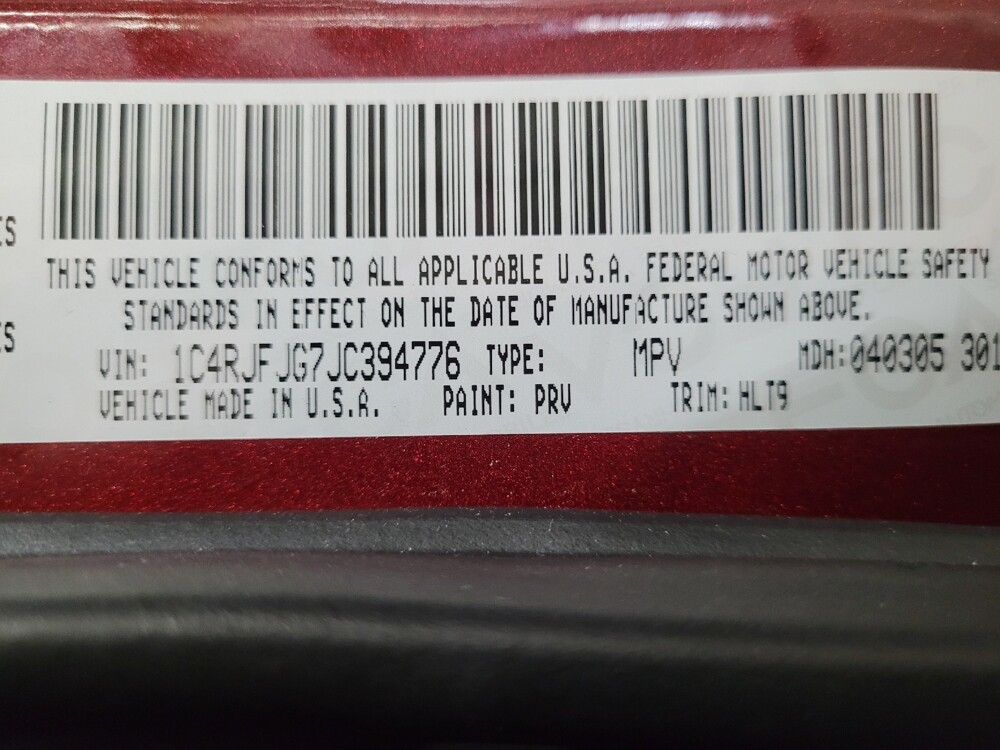 THIS VEHICLE CONFORMS TO ALL APPLICABLE U.S.A. FEDERAL MOTOR VEHICLE SAFETY
STANDARDS IN EFFECT ON THE DATE OF MANUFACTURE SHOWN ABOVE.
VIN: 1C4RJFJG7JC394776 TYPE: MPV MDH:040305 301
VEHICLE MADE IN U.S.A. PAINT: PRV TRIM: HLT9